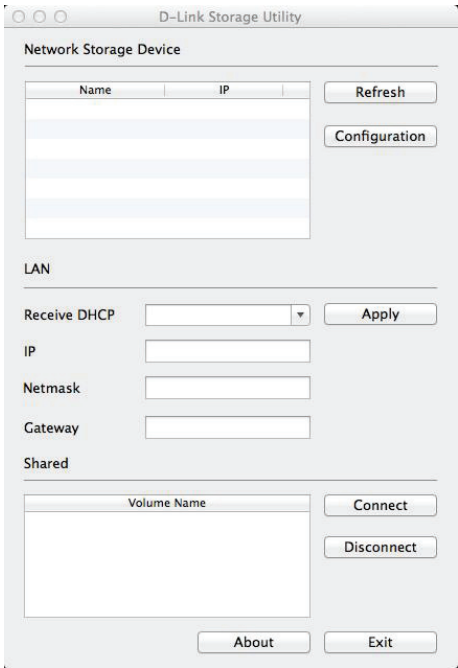 D-Link Storage Utility
Network Storage Device
Name IP
Refresh
Configuration
LAN
Receive DHCP
Apply
IP
Netmask
Gateway
Shared
Volume Name
Connect
Disconnect
About Exit